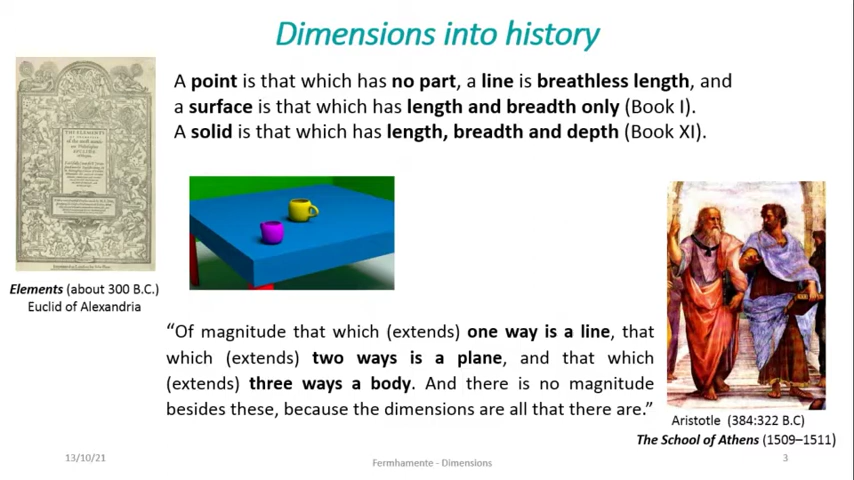 Dimensions into history
A point is that which has no part, a line is breathless length, and
a surface is that which has length and breadth only (Book I).
A solid is that which has length, breadth and depth (Book XI).
THE ELEMENTS
Elements (about 300 B.C.)
Euclid of Alexandria
“Of magnitude that which (extends) one way is a line, that
which (extends) two ways is a plane, and that which
(extends) three ways a body. And there is no magnitude
besides these, because the dimensions are all that there are.”
Aristotle (384:322 B.C)
The School of Athens (1509–1511)
13/10/21
Fermhamente - Dimensions
3